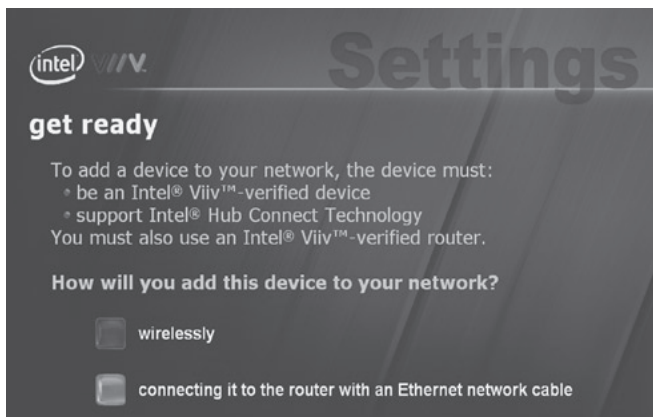 intel VIIV™
Settings
get ready
To add a device to your network, the device must:
• be an Intel® Viiv™-verified device
• support Intel® Hub Connect Technology
You must also use an Intel® Viiv™-verified router.
How will you add this device to your network?
wirelessly
connecting it to the router with an Ethernet network cable